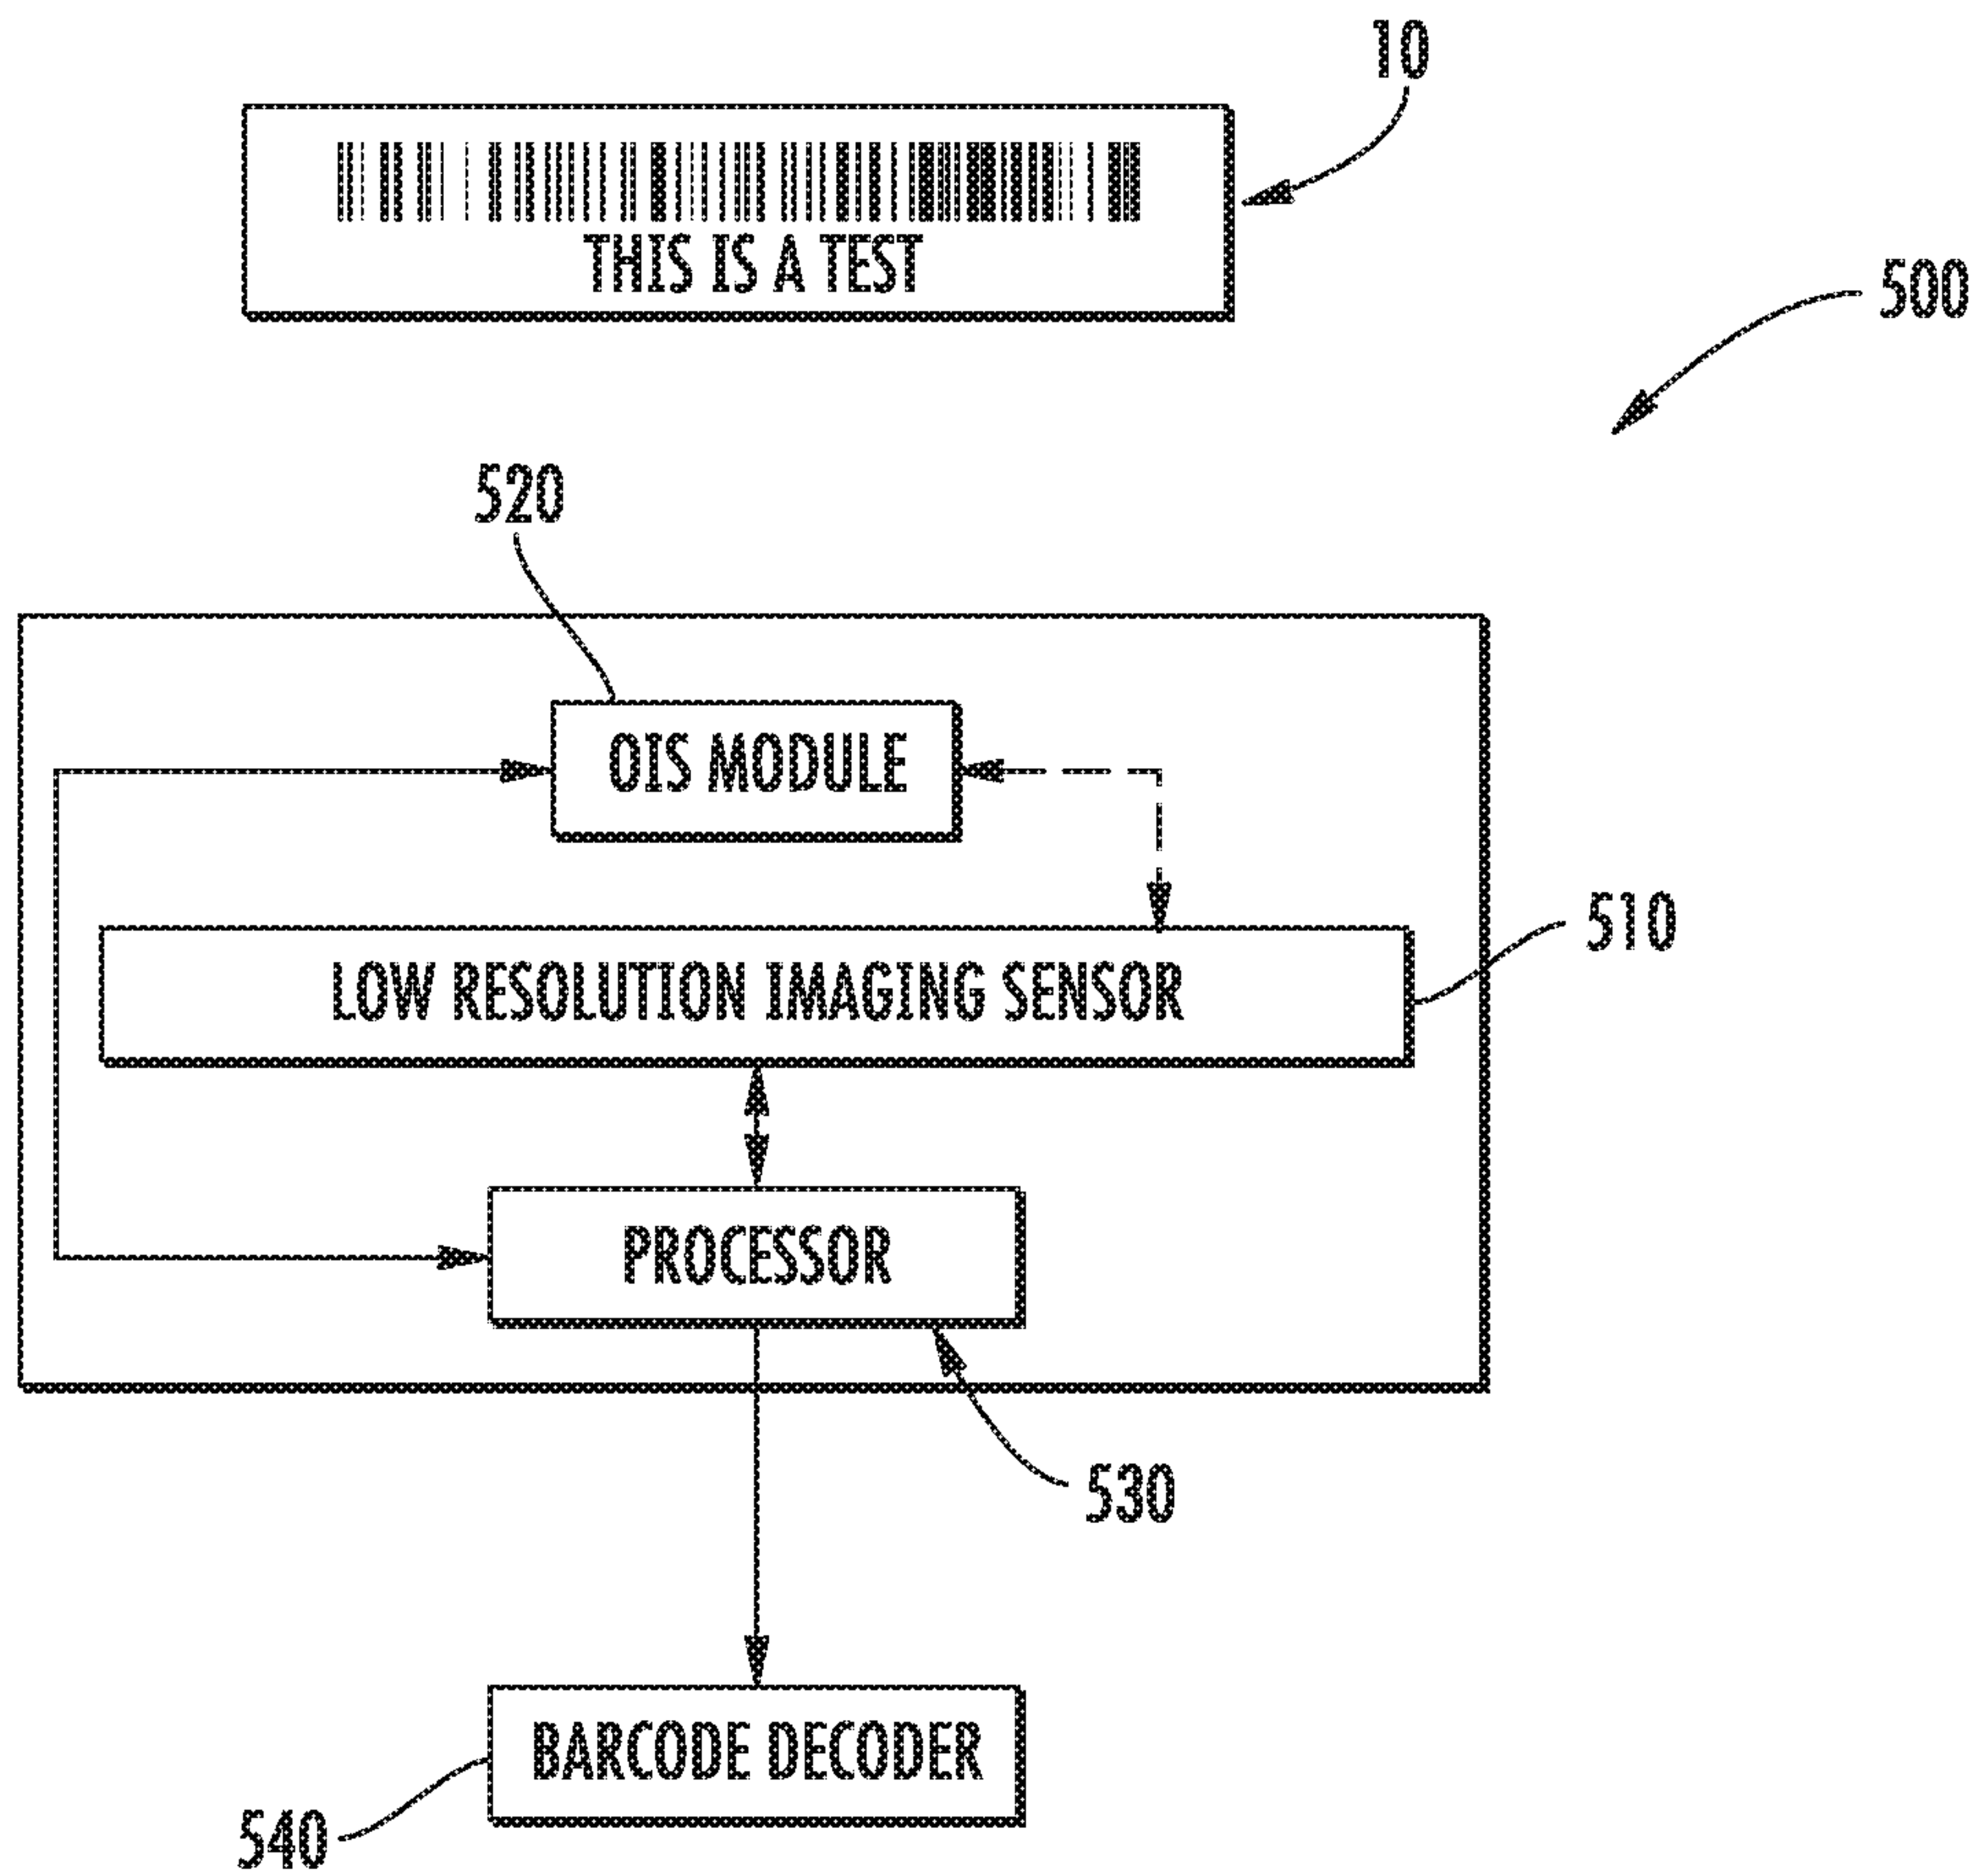 10
THIS IS A TEST
500
520
OIS MODULE
510
LOW RESOLUTION IMAGING SENSOR
PROCESSOR
530
BARCODE DECODER
540